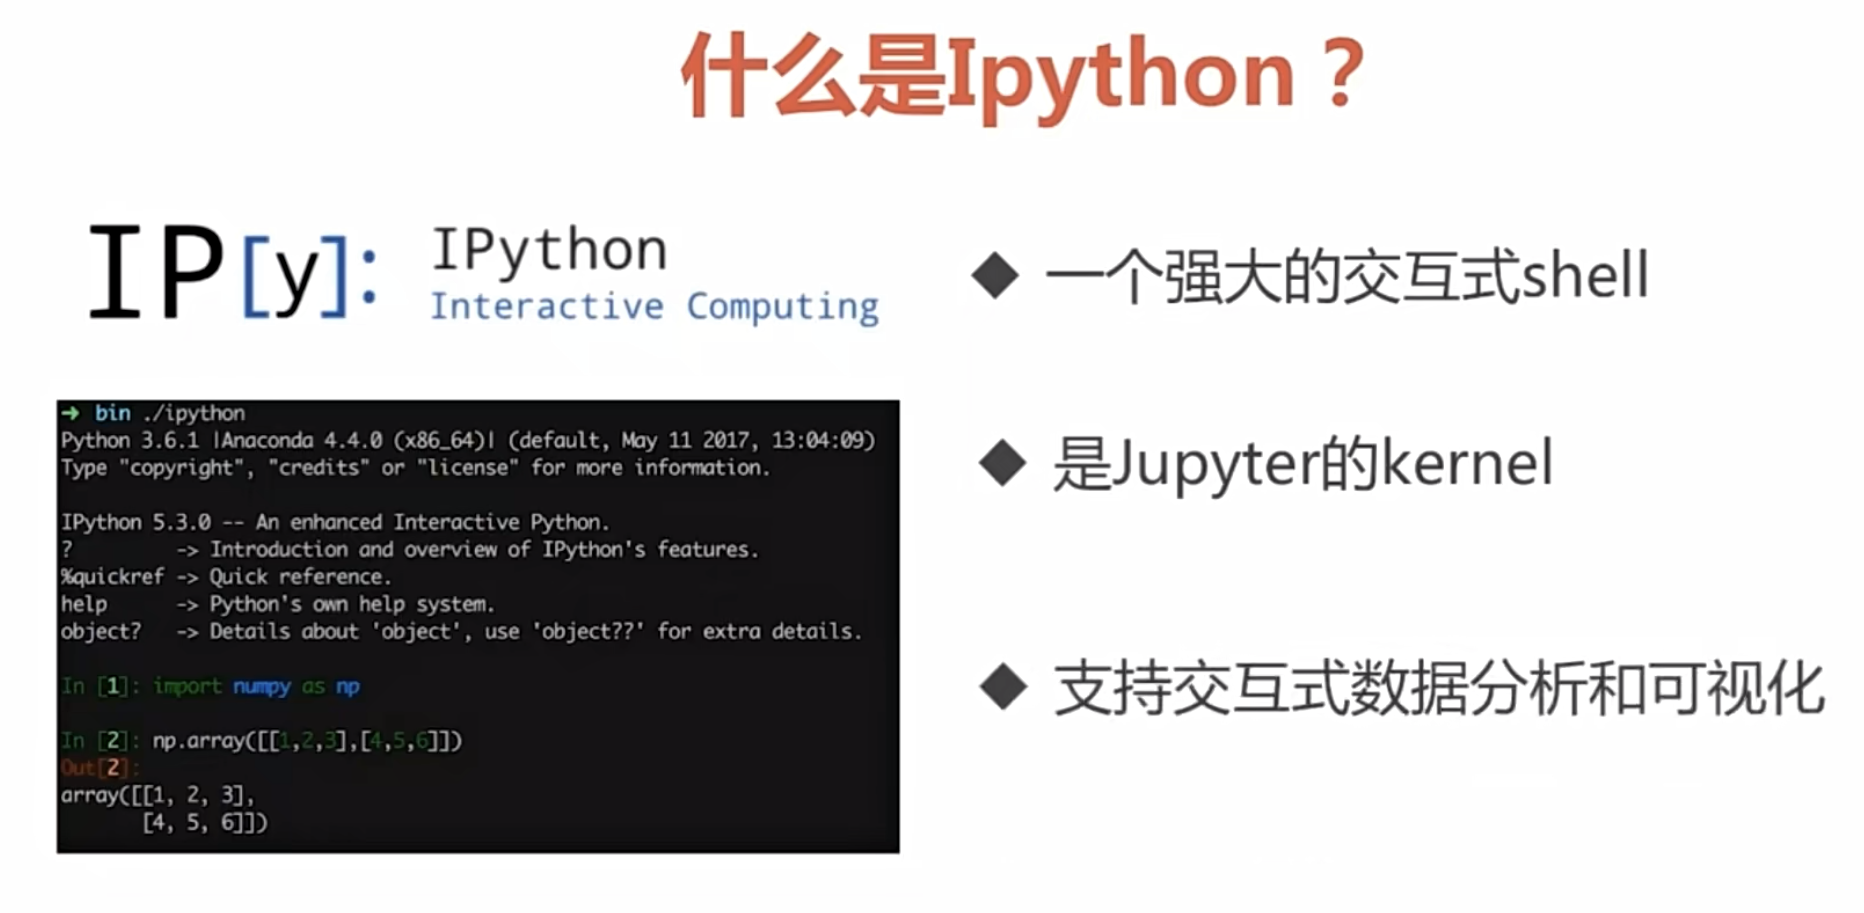 什么是Ipython？
IP[y]:
IPython
Interactive Computing
➜ bin ./ipython
Python 3.6.1 |Anaconda 4.4.0 (x86_64)| (default, May 11 2017, 13:04:09)
Type "copyright", "credits" or "license" for more information.
IPython 5.3.0 -- An enhanced Interactive Python.
? -> Introduction and overview of IPython's features.
%quickref -> Quick reference.
help -> Python's own help system.
object? -> Details about 'object', use 'object??' for extra details.
In [1]: import numpy as np
In [2]: np.array([[1,2,3],[4,5,6]])
Out[2]:
array([[1, 2, 3],
[4, 5, 6]])
◆ 一个强大的交互式shell
◆ 是Jupyter的kernel
◆ 支持交互式数据分析和可视化